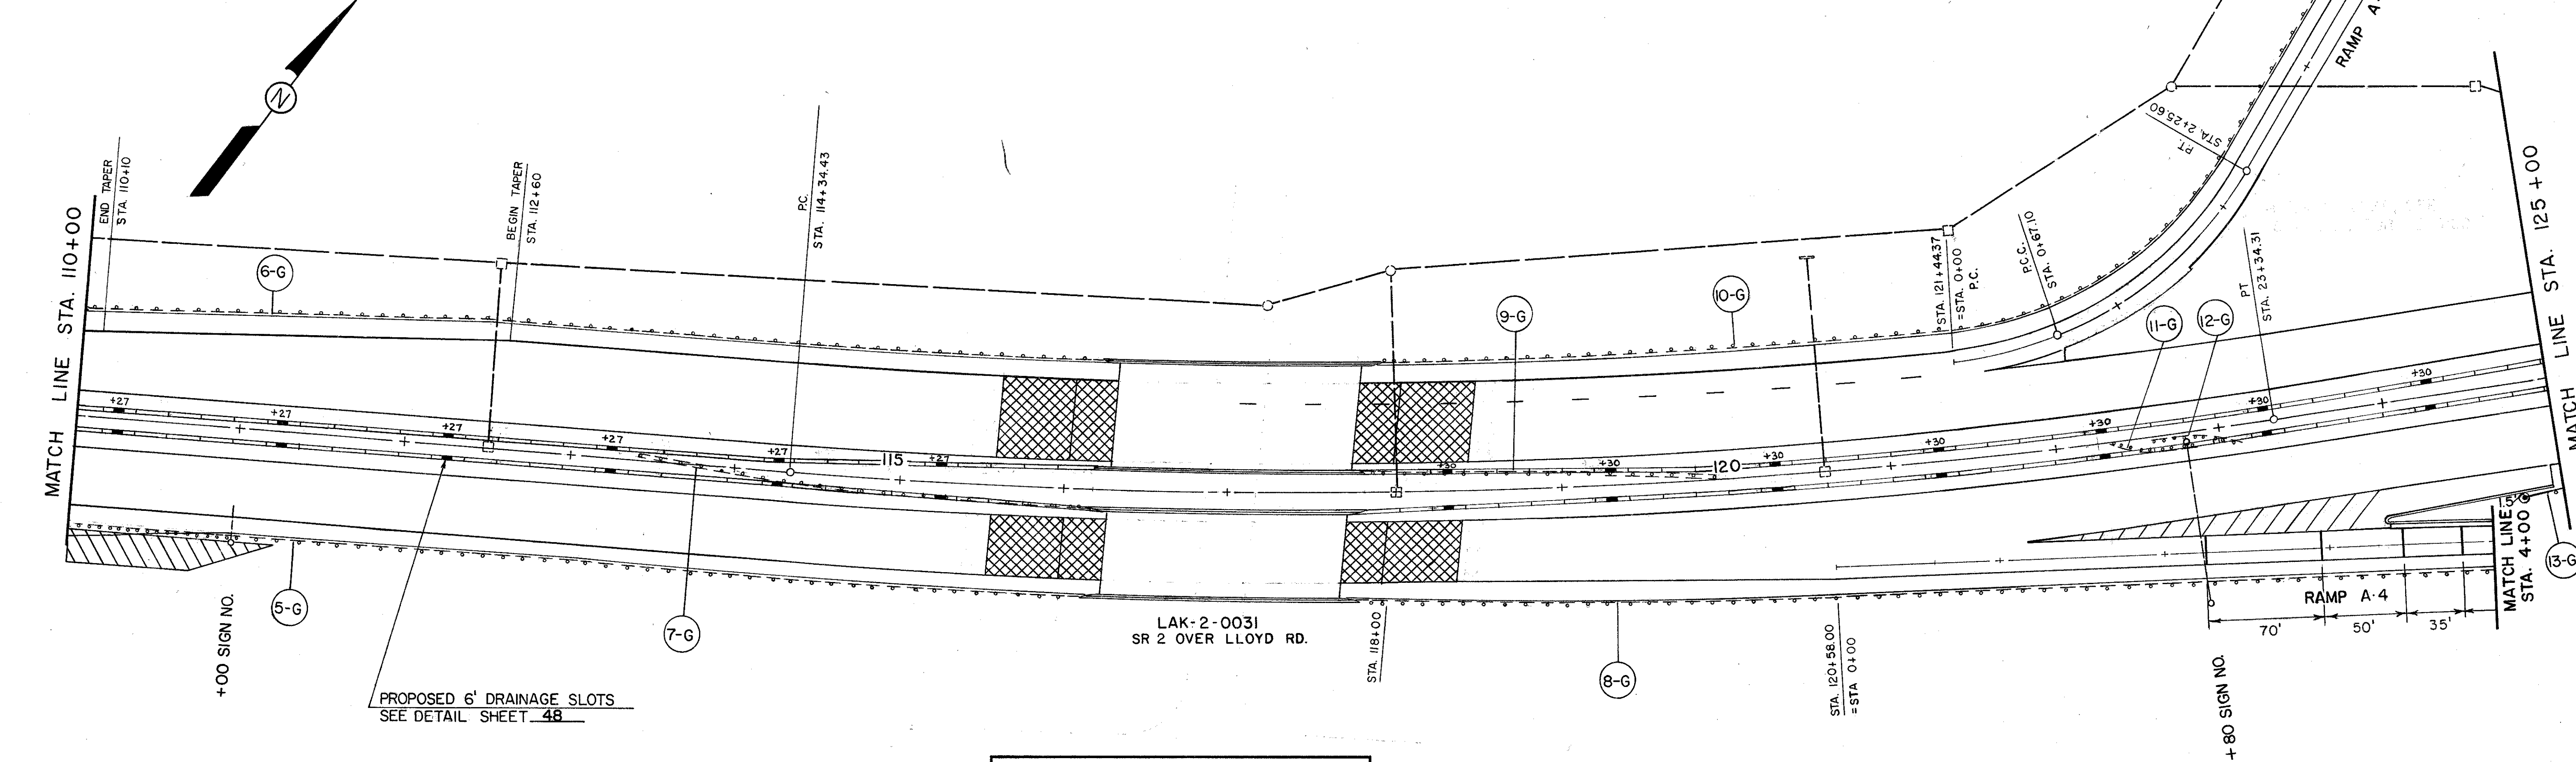 N
MATCH LINE STA. 110+00
END TAPER
STA. 110+10
6-G
BEGIN TAPER
STA. 112+60
P.C.
STA. 114+34.43
+27
+27
+27
+27
+27
115
+27
5-G
+00 SIGN NO.
7-G
PROPOSED 6' DRAINAGE SLOTS
SEE DETAIL SHEET 48
LAK-2-0031
SR 2 OVER LLOYD RD.
STA. 118+00
9-G
10-G
+30
+30
120
+30
+30
+30
+30
+30
8-G
STA. 120+58.00
=STA 0+00
STA. 121+44.37
=STA. 0+00
P.C.
P.C.C.
STA. 0+67.10
P.T.
STA. 2+25.60
RAMP A-
11-G
12-G
PT
STA. 23+34.31
RAMP A-4
70'
50'
35'
+80 SIGN NO.
15'
MATCH LINE
STA. 4+00
13-G
MATCH LINE STA. 125+00